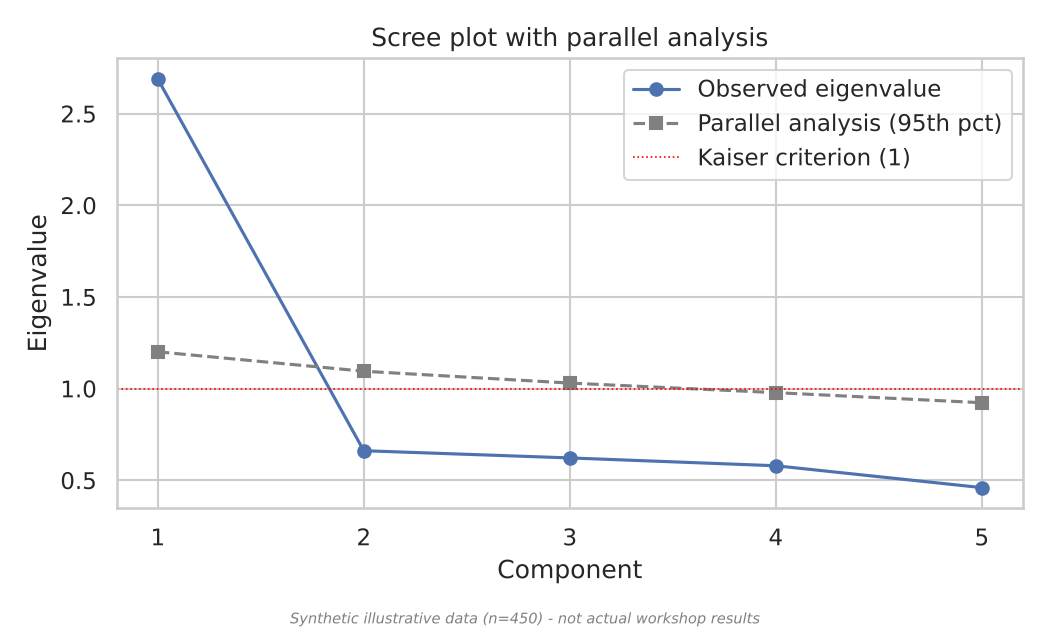 Scree plot with parallel analysis
Observed eigenvalue
Parallel analysis (95th pct)
Kaiser criterion (1)
Eigenvalue
2.5
2.0
1.5
1.0
0.5
1 2 3 4 5
Component
Synthetic illustrative data (n=450) - not actual workshop results